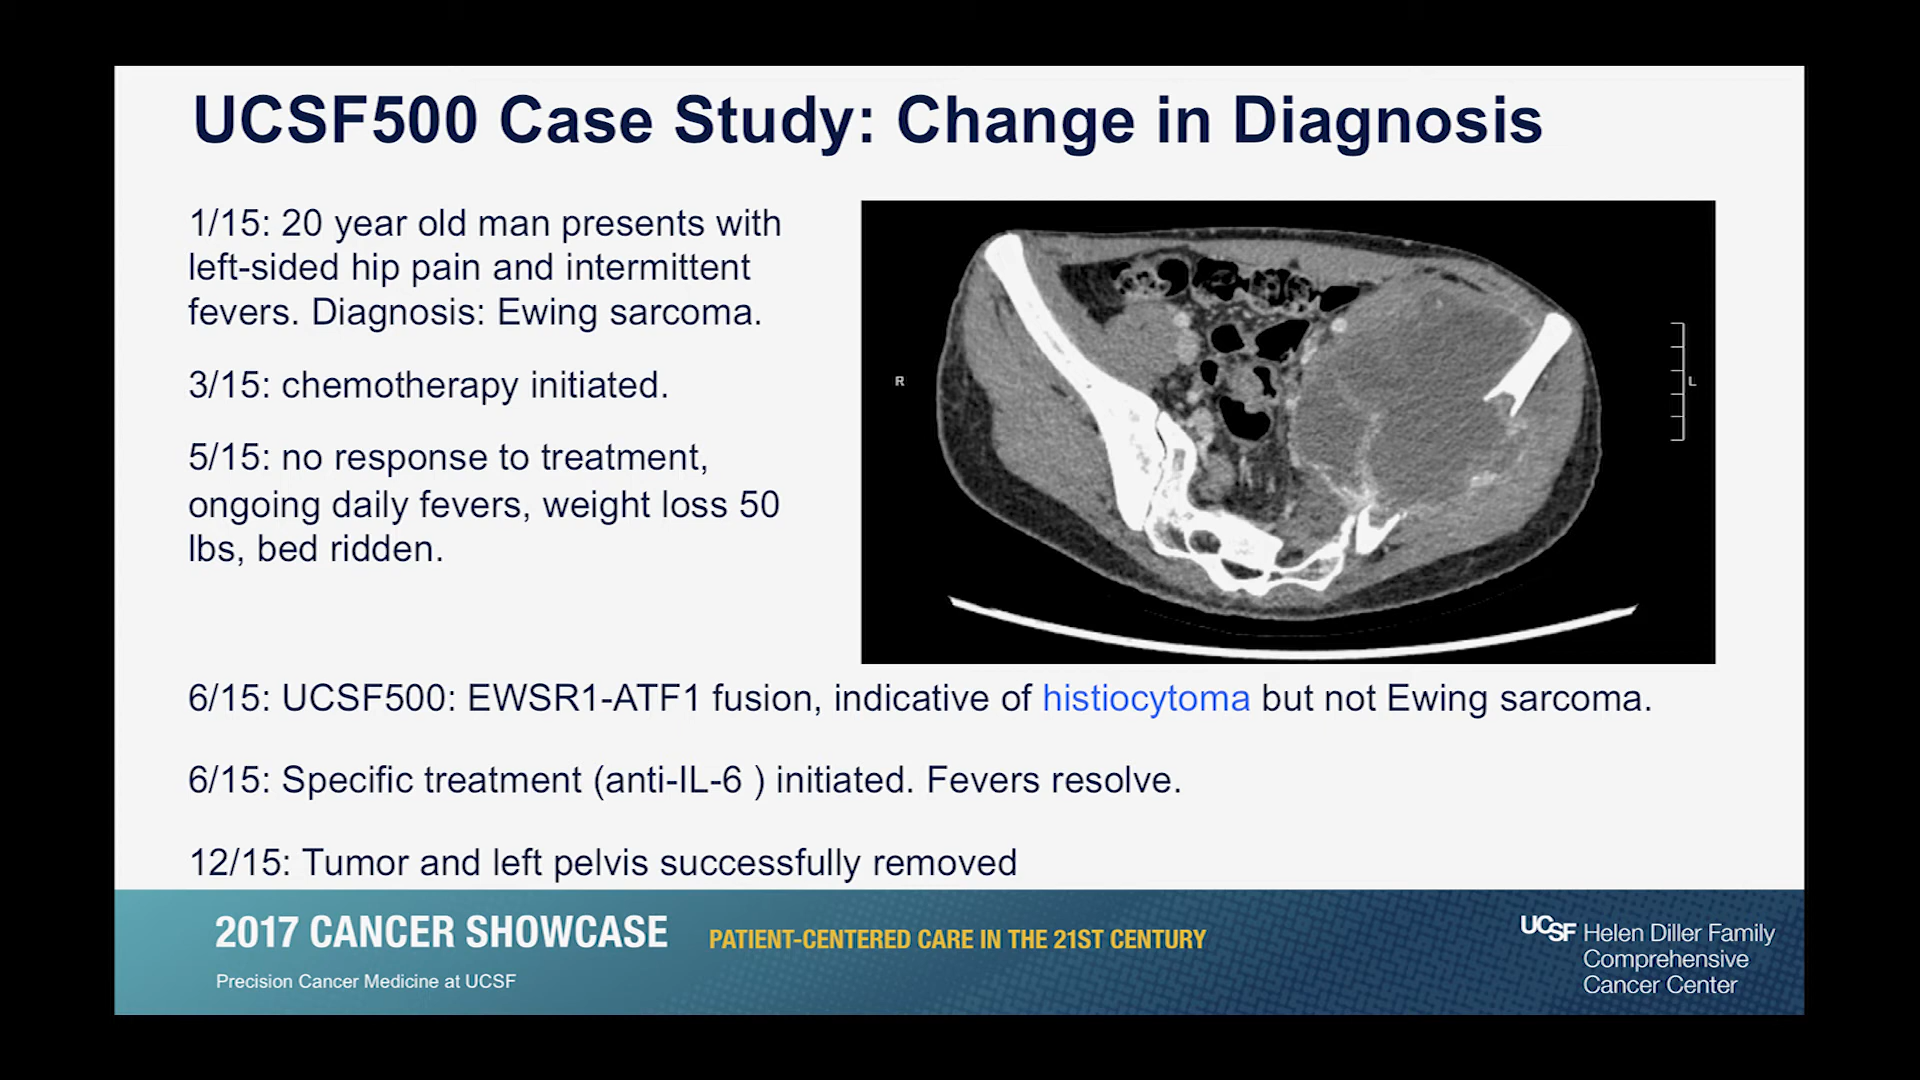 UCSF500 Case Study: Change in Diagnosis
1/15: 20 year old man presents with
left-sided hip pain and intermittent
fevers. Diagnosis: Ewing sarcoma.
3/15: chemotherapy initiated.
5/15: no response to treatment,
ongoing daily fevers, weight loss 50
lbs, bed ridden.
R
L
6/15: UCSF500: EWSR1-ATF1 fusion, indicative of histiocytoma but not Ewing sarcoma.
6/15: Specific treatment (anti-IL-6 ) initiated. Fevers resolve.
12/15: Tumor and left pelvis successfully removed
2017 CANCER SHOWCASE
PATIENT-CENTERED CARE IN THE 21ST CENTURY
Precision Cancer Medicine at UCSF
UCSF Helen Diller Family
Comprehensive
Cancer Center